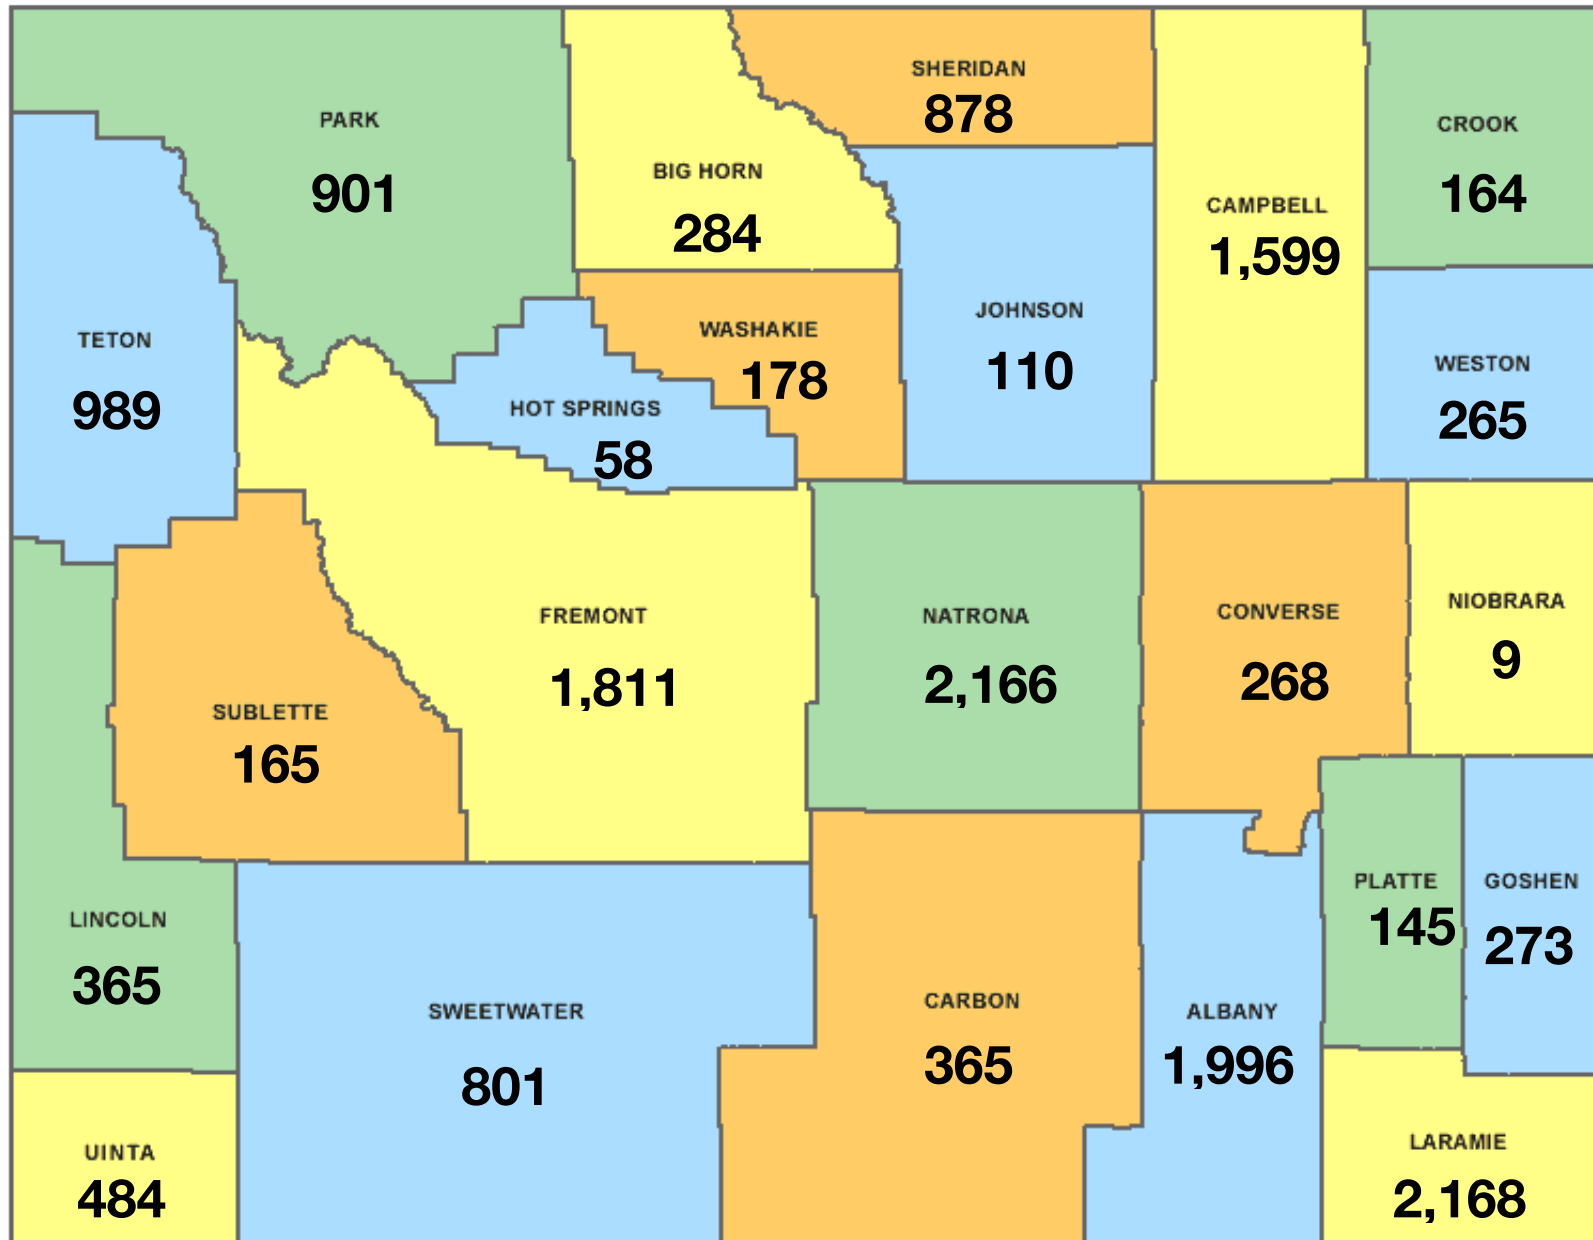 SHERIDAN
878
PARK
901
CROOK
164
BIG HORN
284
CAMPBELL
1,599
JOHNSON
110
WASHAKIE
178
TETON
989
WESTON
265
HOT SPRINGS
58
FREMONT
1,811
NATRONA
2,166
CONVERSE
268
NIOBRARA
9
SUBLETTE
165
PLATTE
145
GOSHEN
273
LINCOLN
365
SWEETWATER
801
CARBON
365
ALBANY
1,996
UINTA
484
LARAMIE
2,168